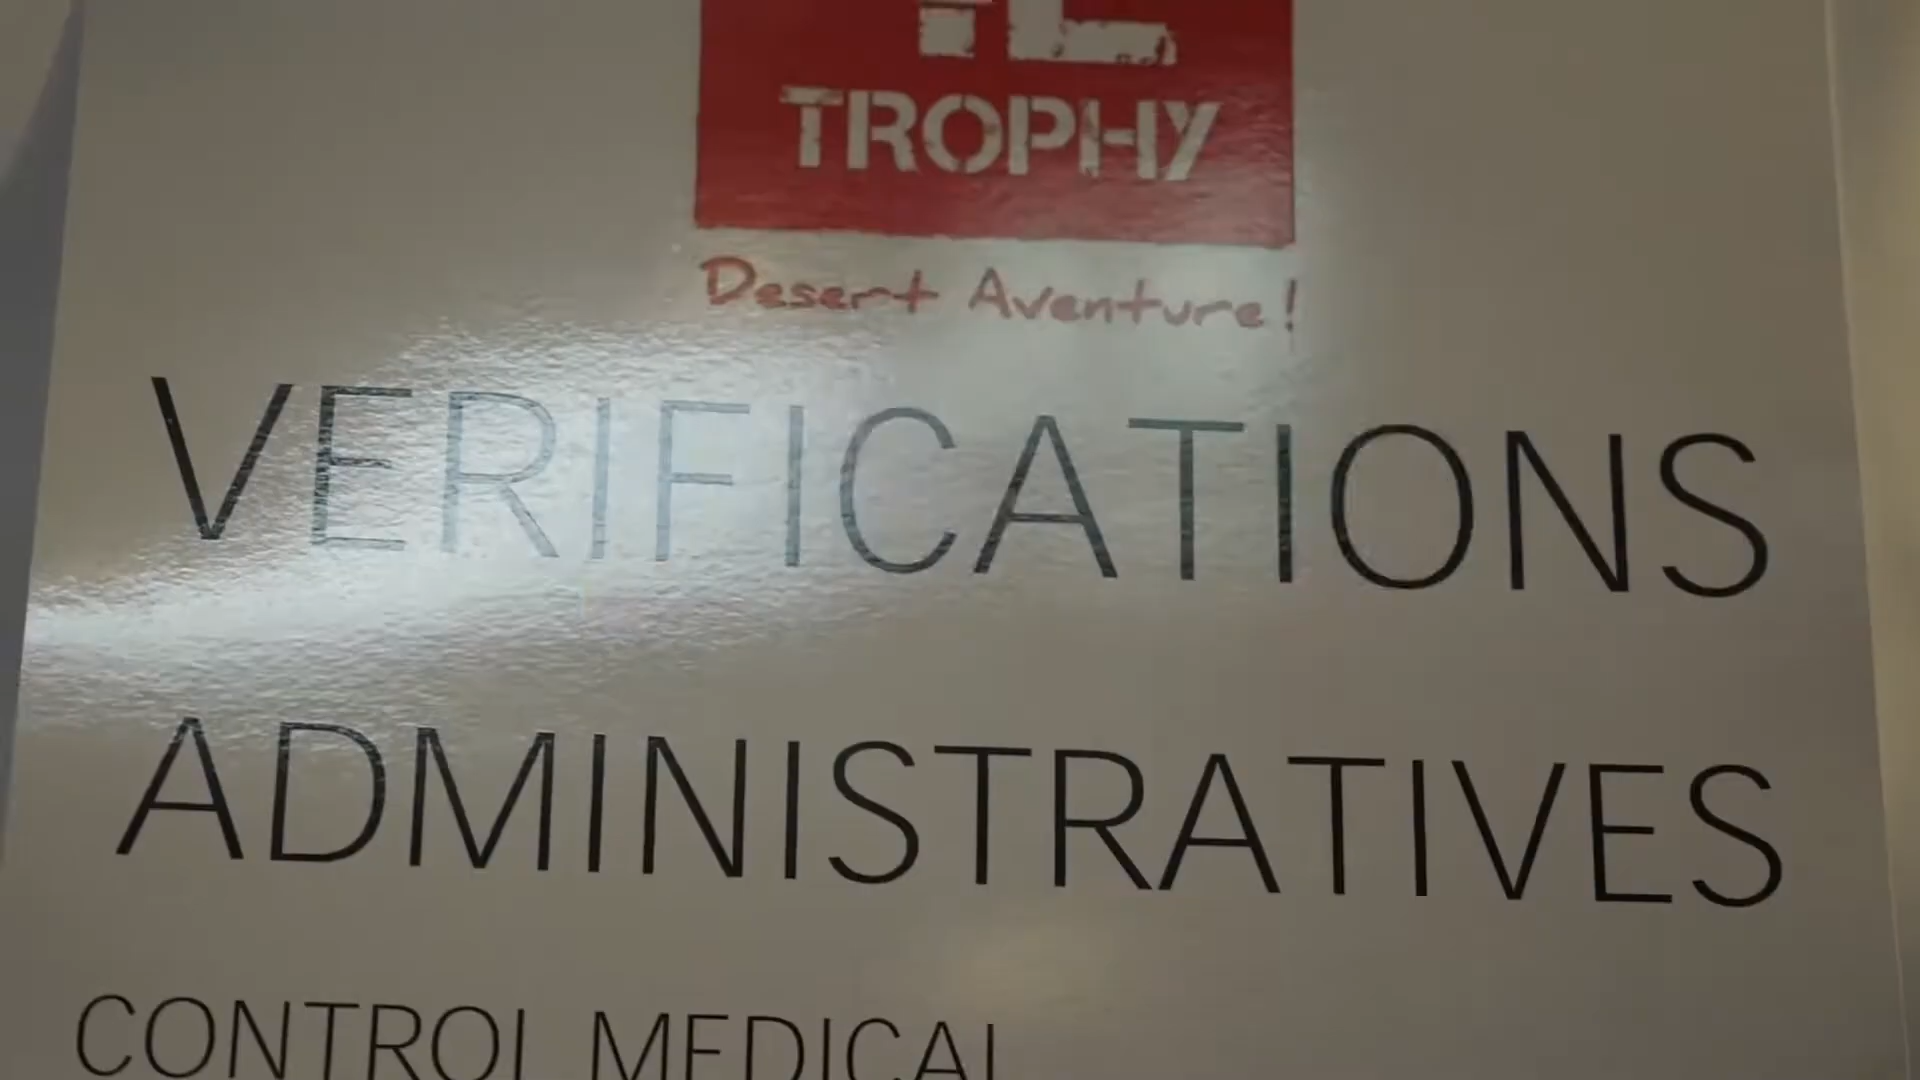 TROPHY
Desert Aventure!
VERIFICATIONS
ADMINISTRATIVES
CONTROL MEDICAL